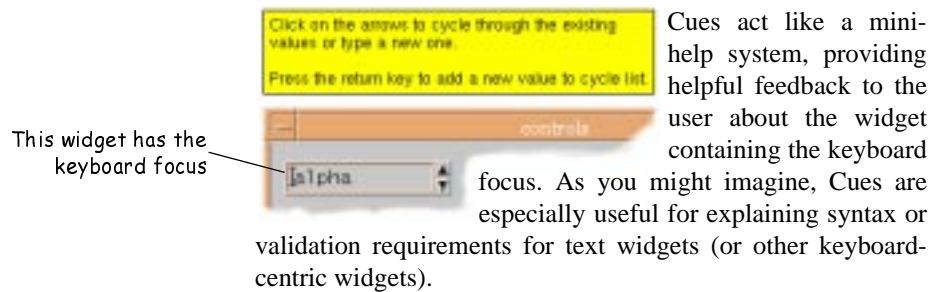 Click on the arrows to cycle through the existing
values or type a new one.
Press the return key to add a new value to cycle list.
controls
This widget has the
keyboard focus
alpha
Cues act like a mini-
help system, providing
helpful feedback to the
user about the widget
containing the keyboard
focus. As you might imagine, Cues are
especially useful for explaining syntax or
validation requirements for text widgets (or other keyboard-
centric widgets).